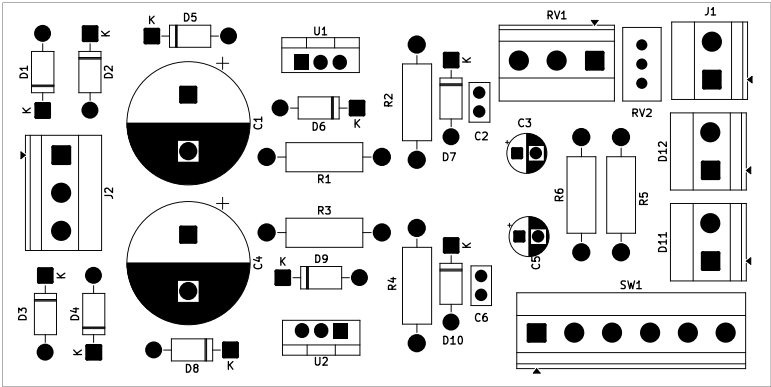 K
D5
K
D1
D2
K
C1
U1
D6
K
R1
R2
K
D7
C2
RV1
RV2
J1
C3
D12
J2
R3
R6
R5
D11
K
K
D3
D4
K
C4
D8
K
K
D9
U2
R4
K
D10
C6
C5
SW1